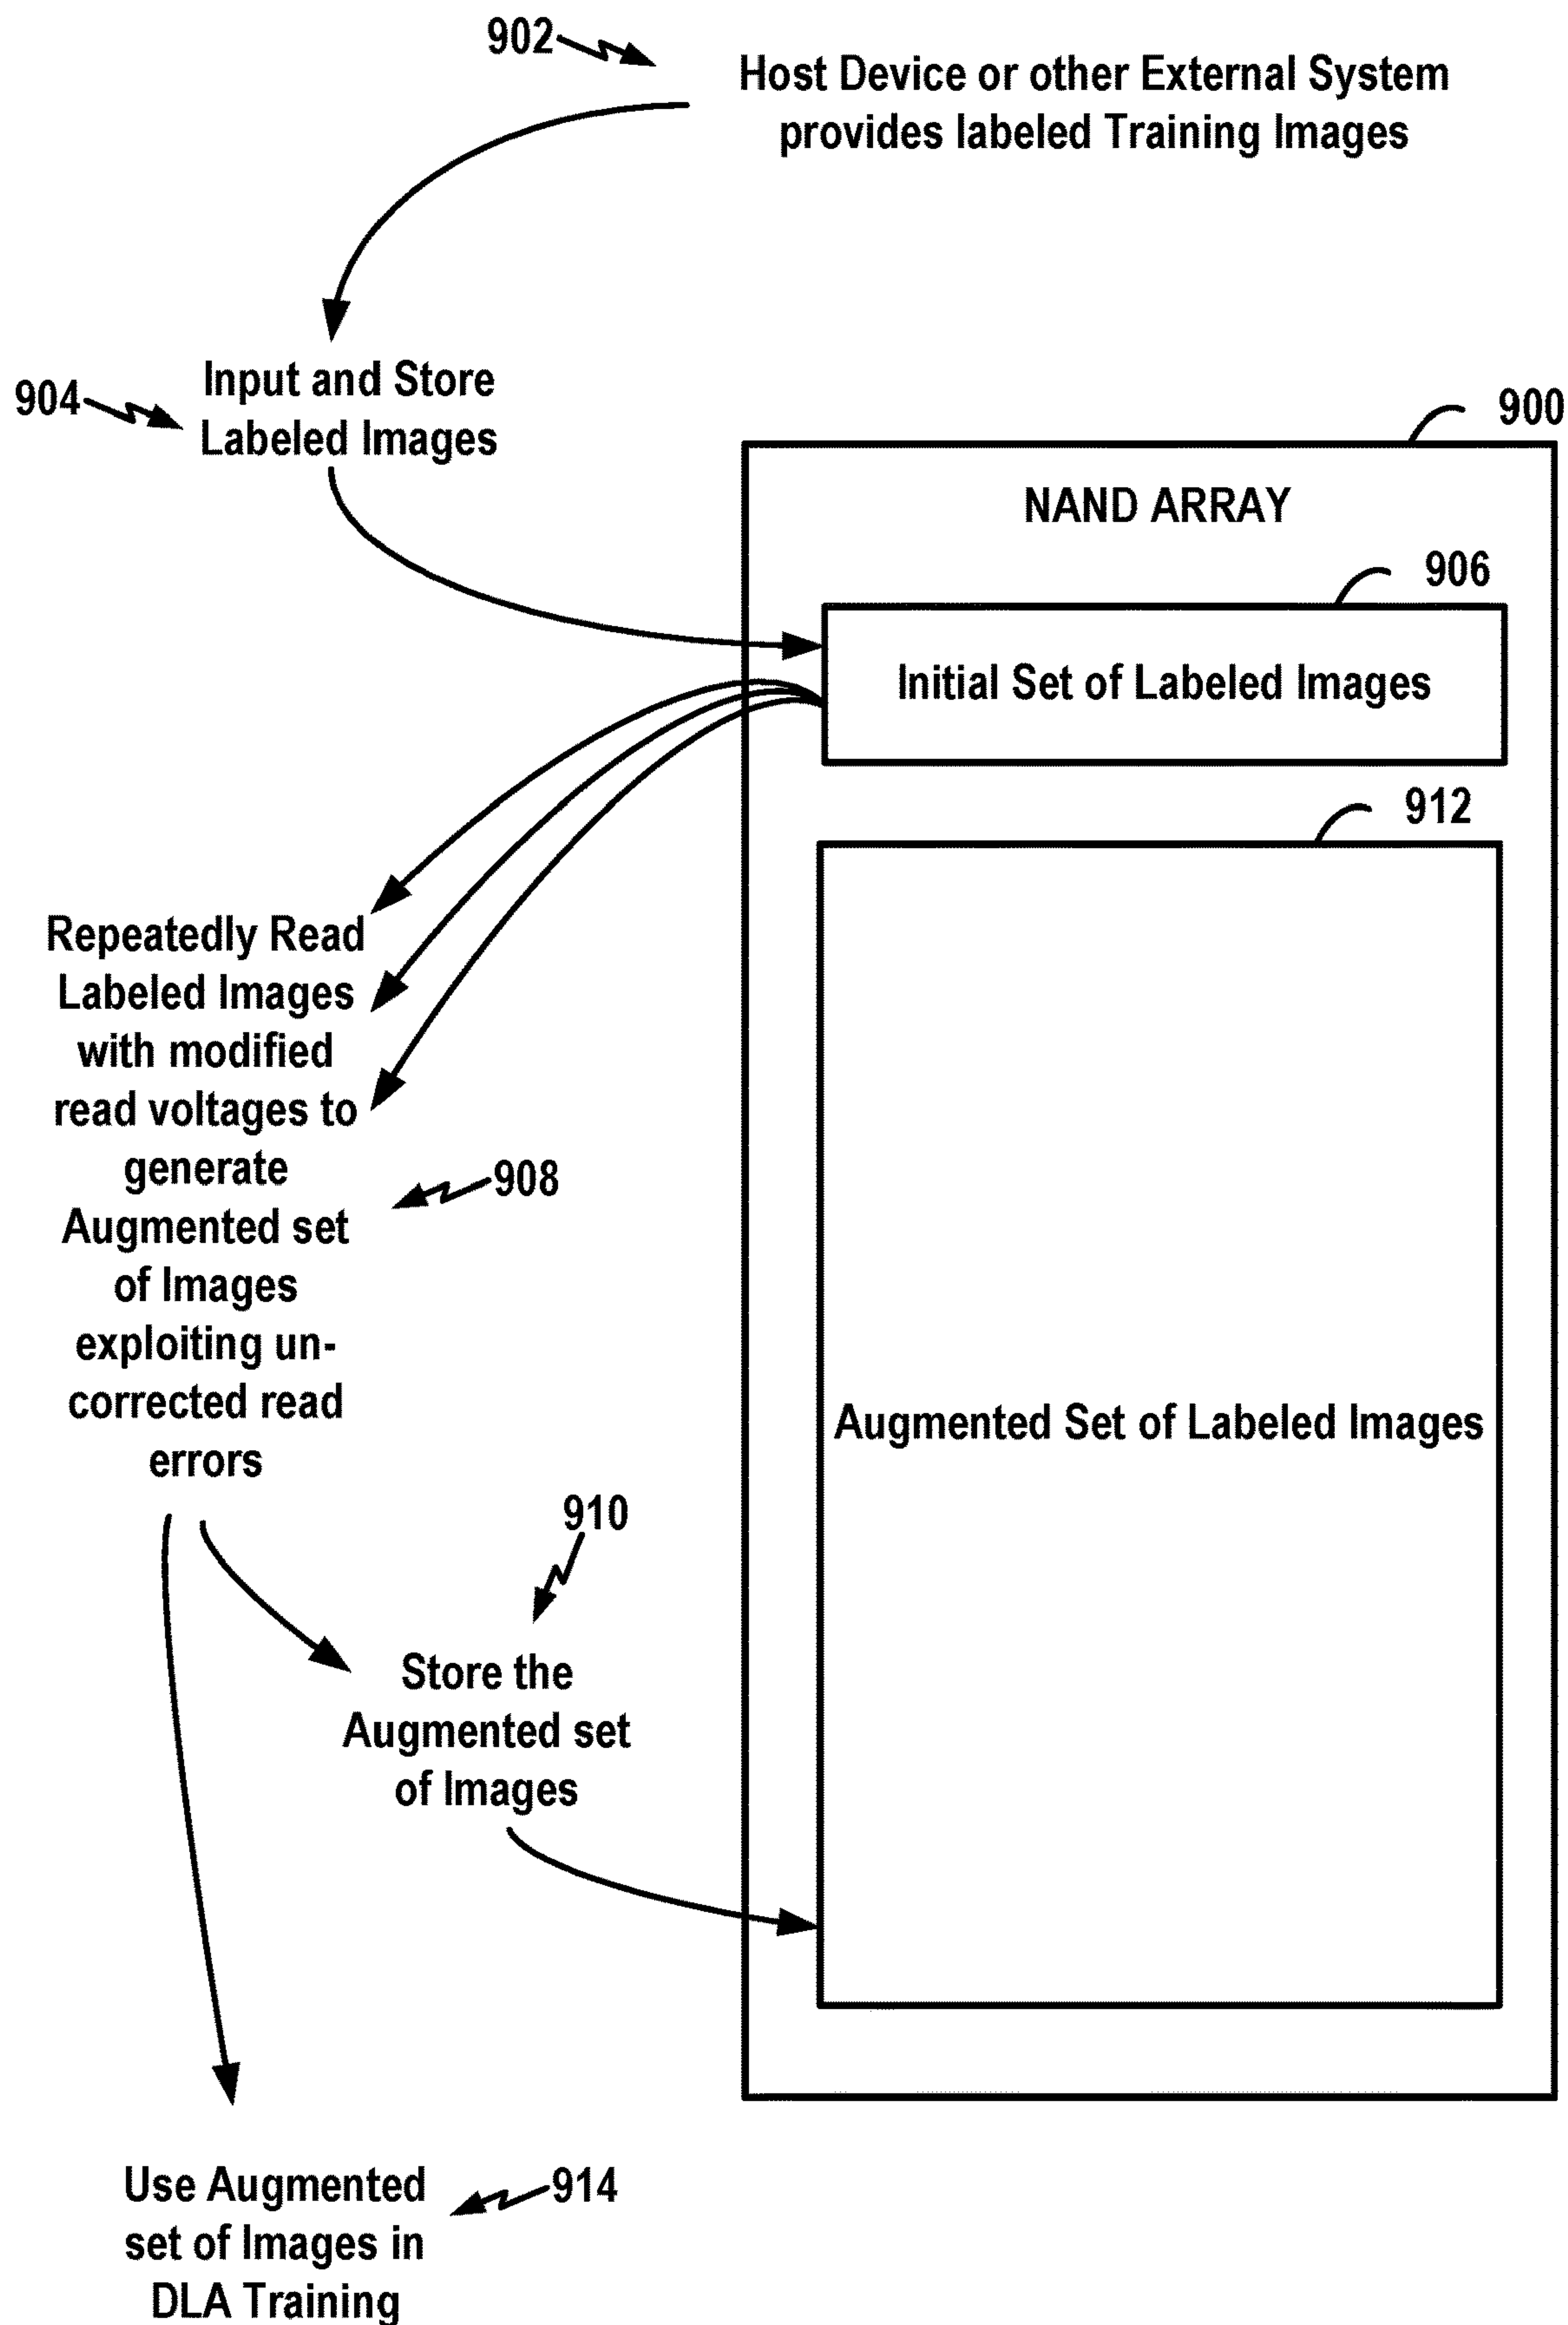 902
Host Device or other External System
provides labeled Training Images
904
Input and Store
Labeled Images
900
NAND ARRAY
906
Initial Set of Labeled Images
912
Repeatedly Read
Labeled Images
with modified
read voltages to
generate
Augmented set
of Images
exploiting un-
corrected read
errors
908
Augmented Set of Labeled Images
910
Store the
Augmented set
of Images
Use Augmented
set of Images in
DLA Training
914